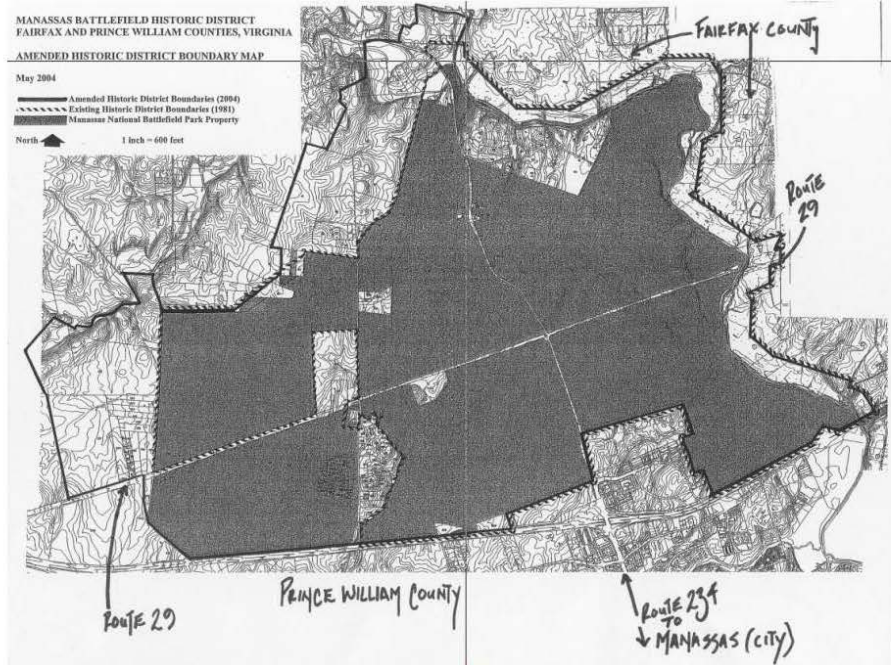 MANASSAS BATTLEFIELD HISTORIC DISTRICT
FAIRFAX AND PRINCE WILLIAM COUNTIES, VIRGINIA
AMENDED HISTORIC DISTRICT BOUNDARY MAP
May 2004
Amended Historic District Boundaries (2004)
Existing Historic District Boundaries (1981)
Manassas National Battlefield Park Property
North
1 inch = 600 feet
FAIRFAX COUNTY
ROUTE
29
PRINCE WILLIAM COUNTY
ROUTE 29
ROUTE 234
TO
MANASSAS (CITY)